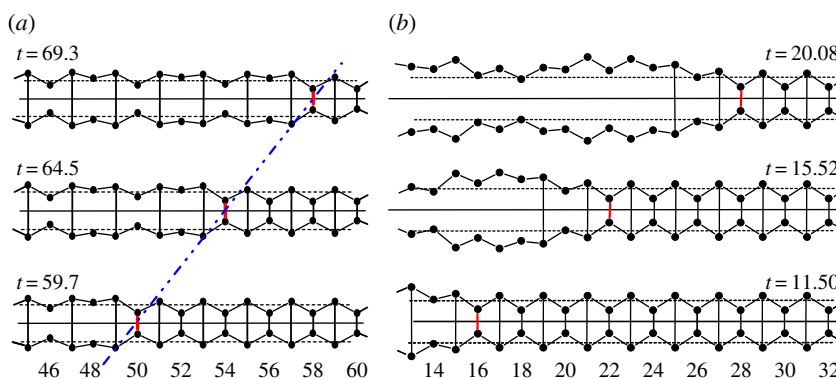 (a)
t=69.3
t=64.5
t=59.7
46 48 50 52 54 56 58 60
(b)
t=20.08
t=15.52
t=11.50
14 16 18 20 22 24 26 28 30 32